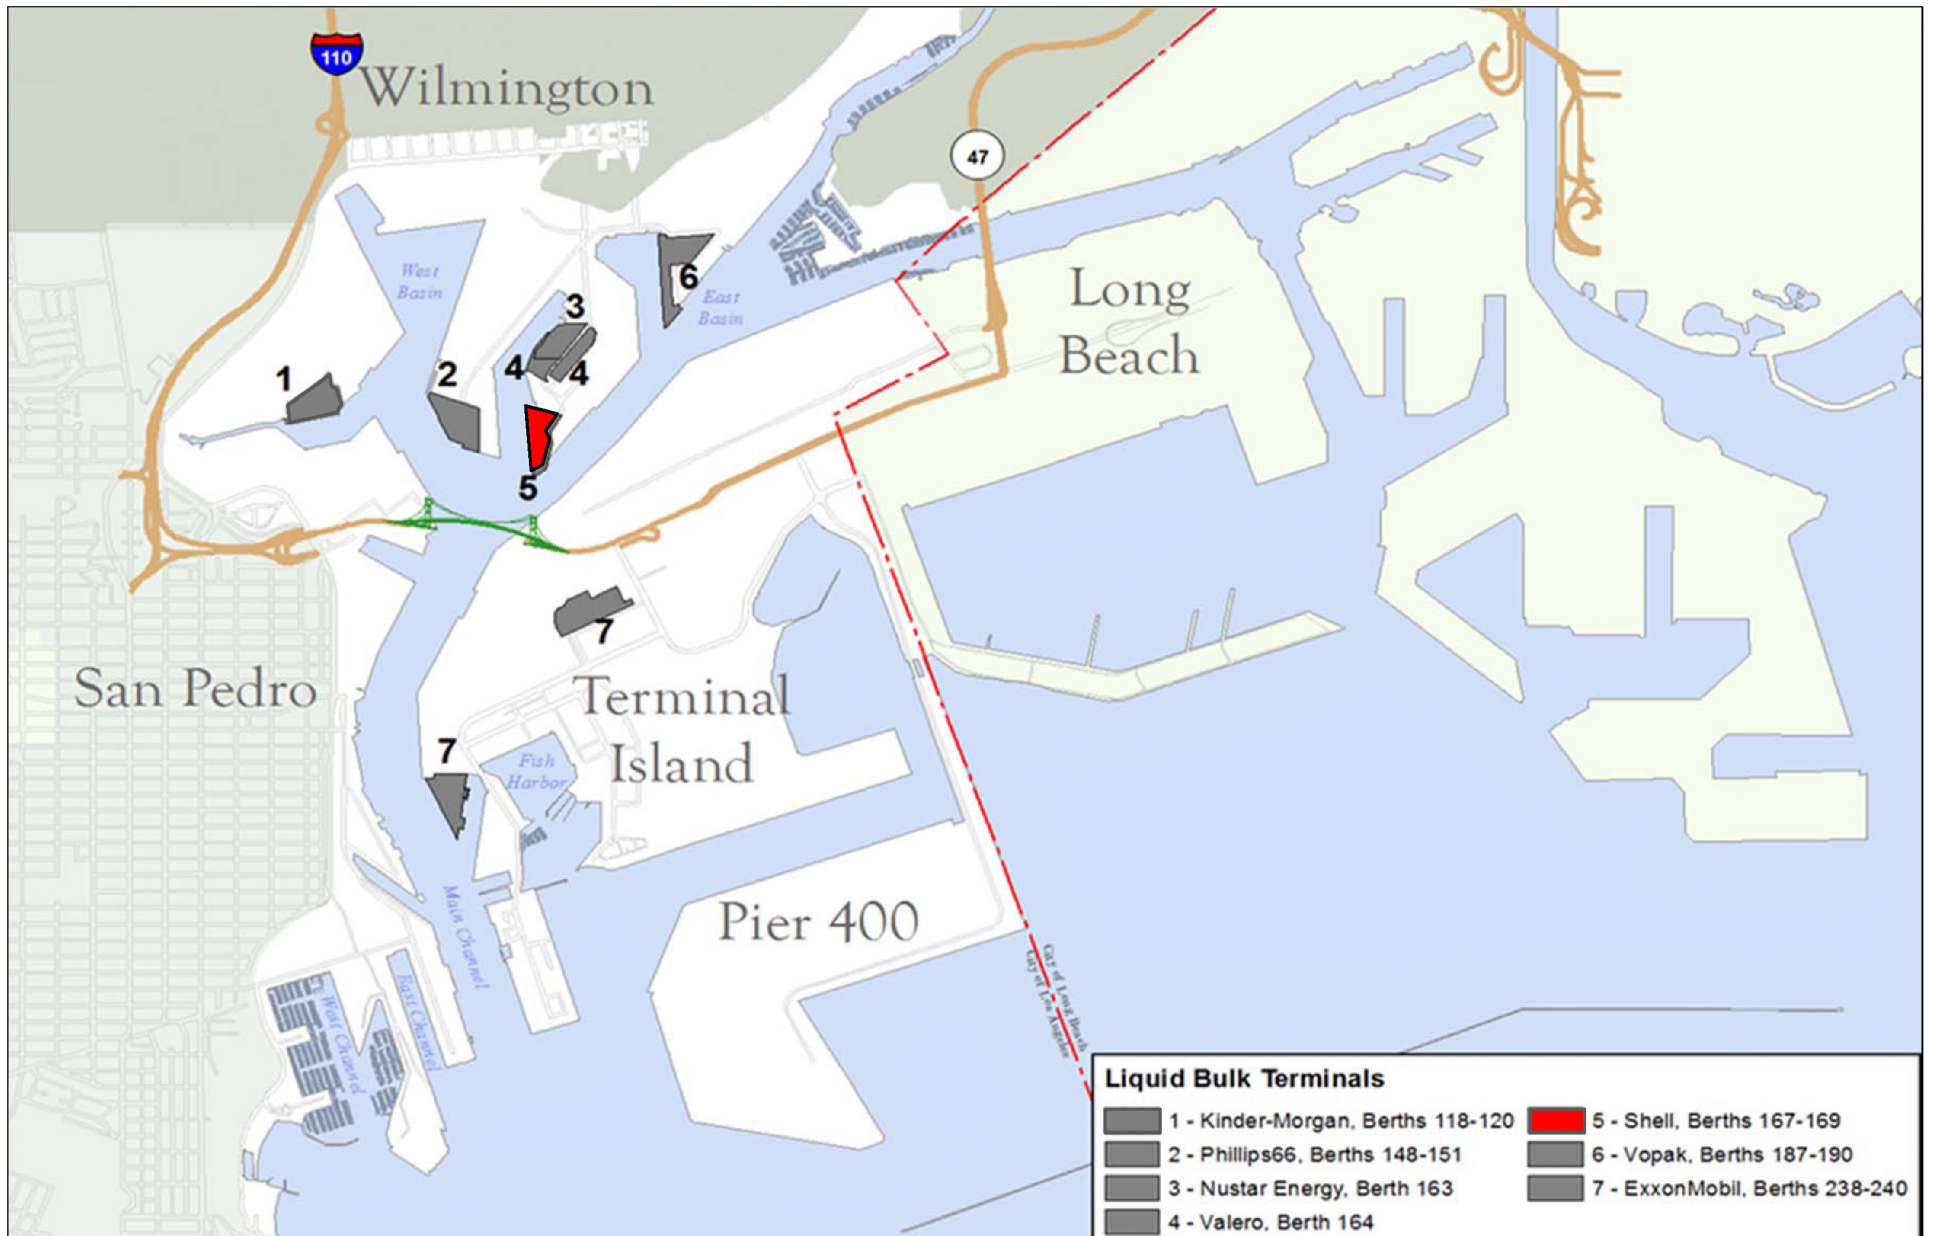 110
Wilmington
47
West
Basin
6
East
Basin
Long
Beach
3
4
4
1
2
5
7
San Pedro
Terminal
Island
7
Fish
Harbor
Main Channel
Pier 400
East Channel
West Channel
City of Long Beach
City of Los Angeles
Liquid Bulk Terminals
1 - Kinder-Morgan, Berths 118-120
2 - Phillips66, Berths 148-151
3 - Nustar Energy, Berth 163
4 - Valero, Berth 164
5 - Shell, Berths 167-169
6 - Vopak, Berths 187-190
7 - ExxonMobil, Berths 238-240